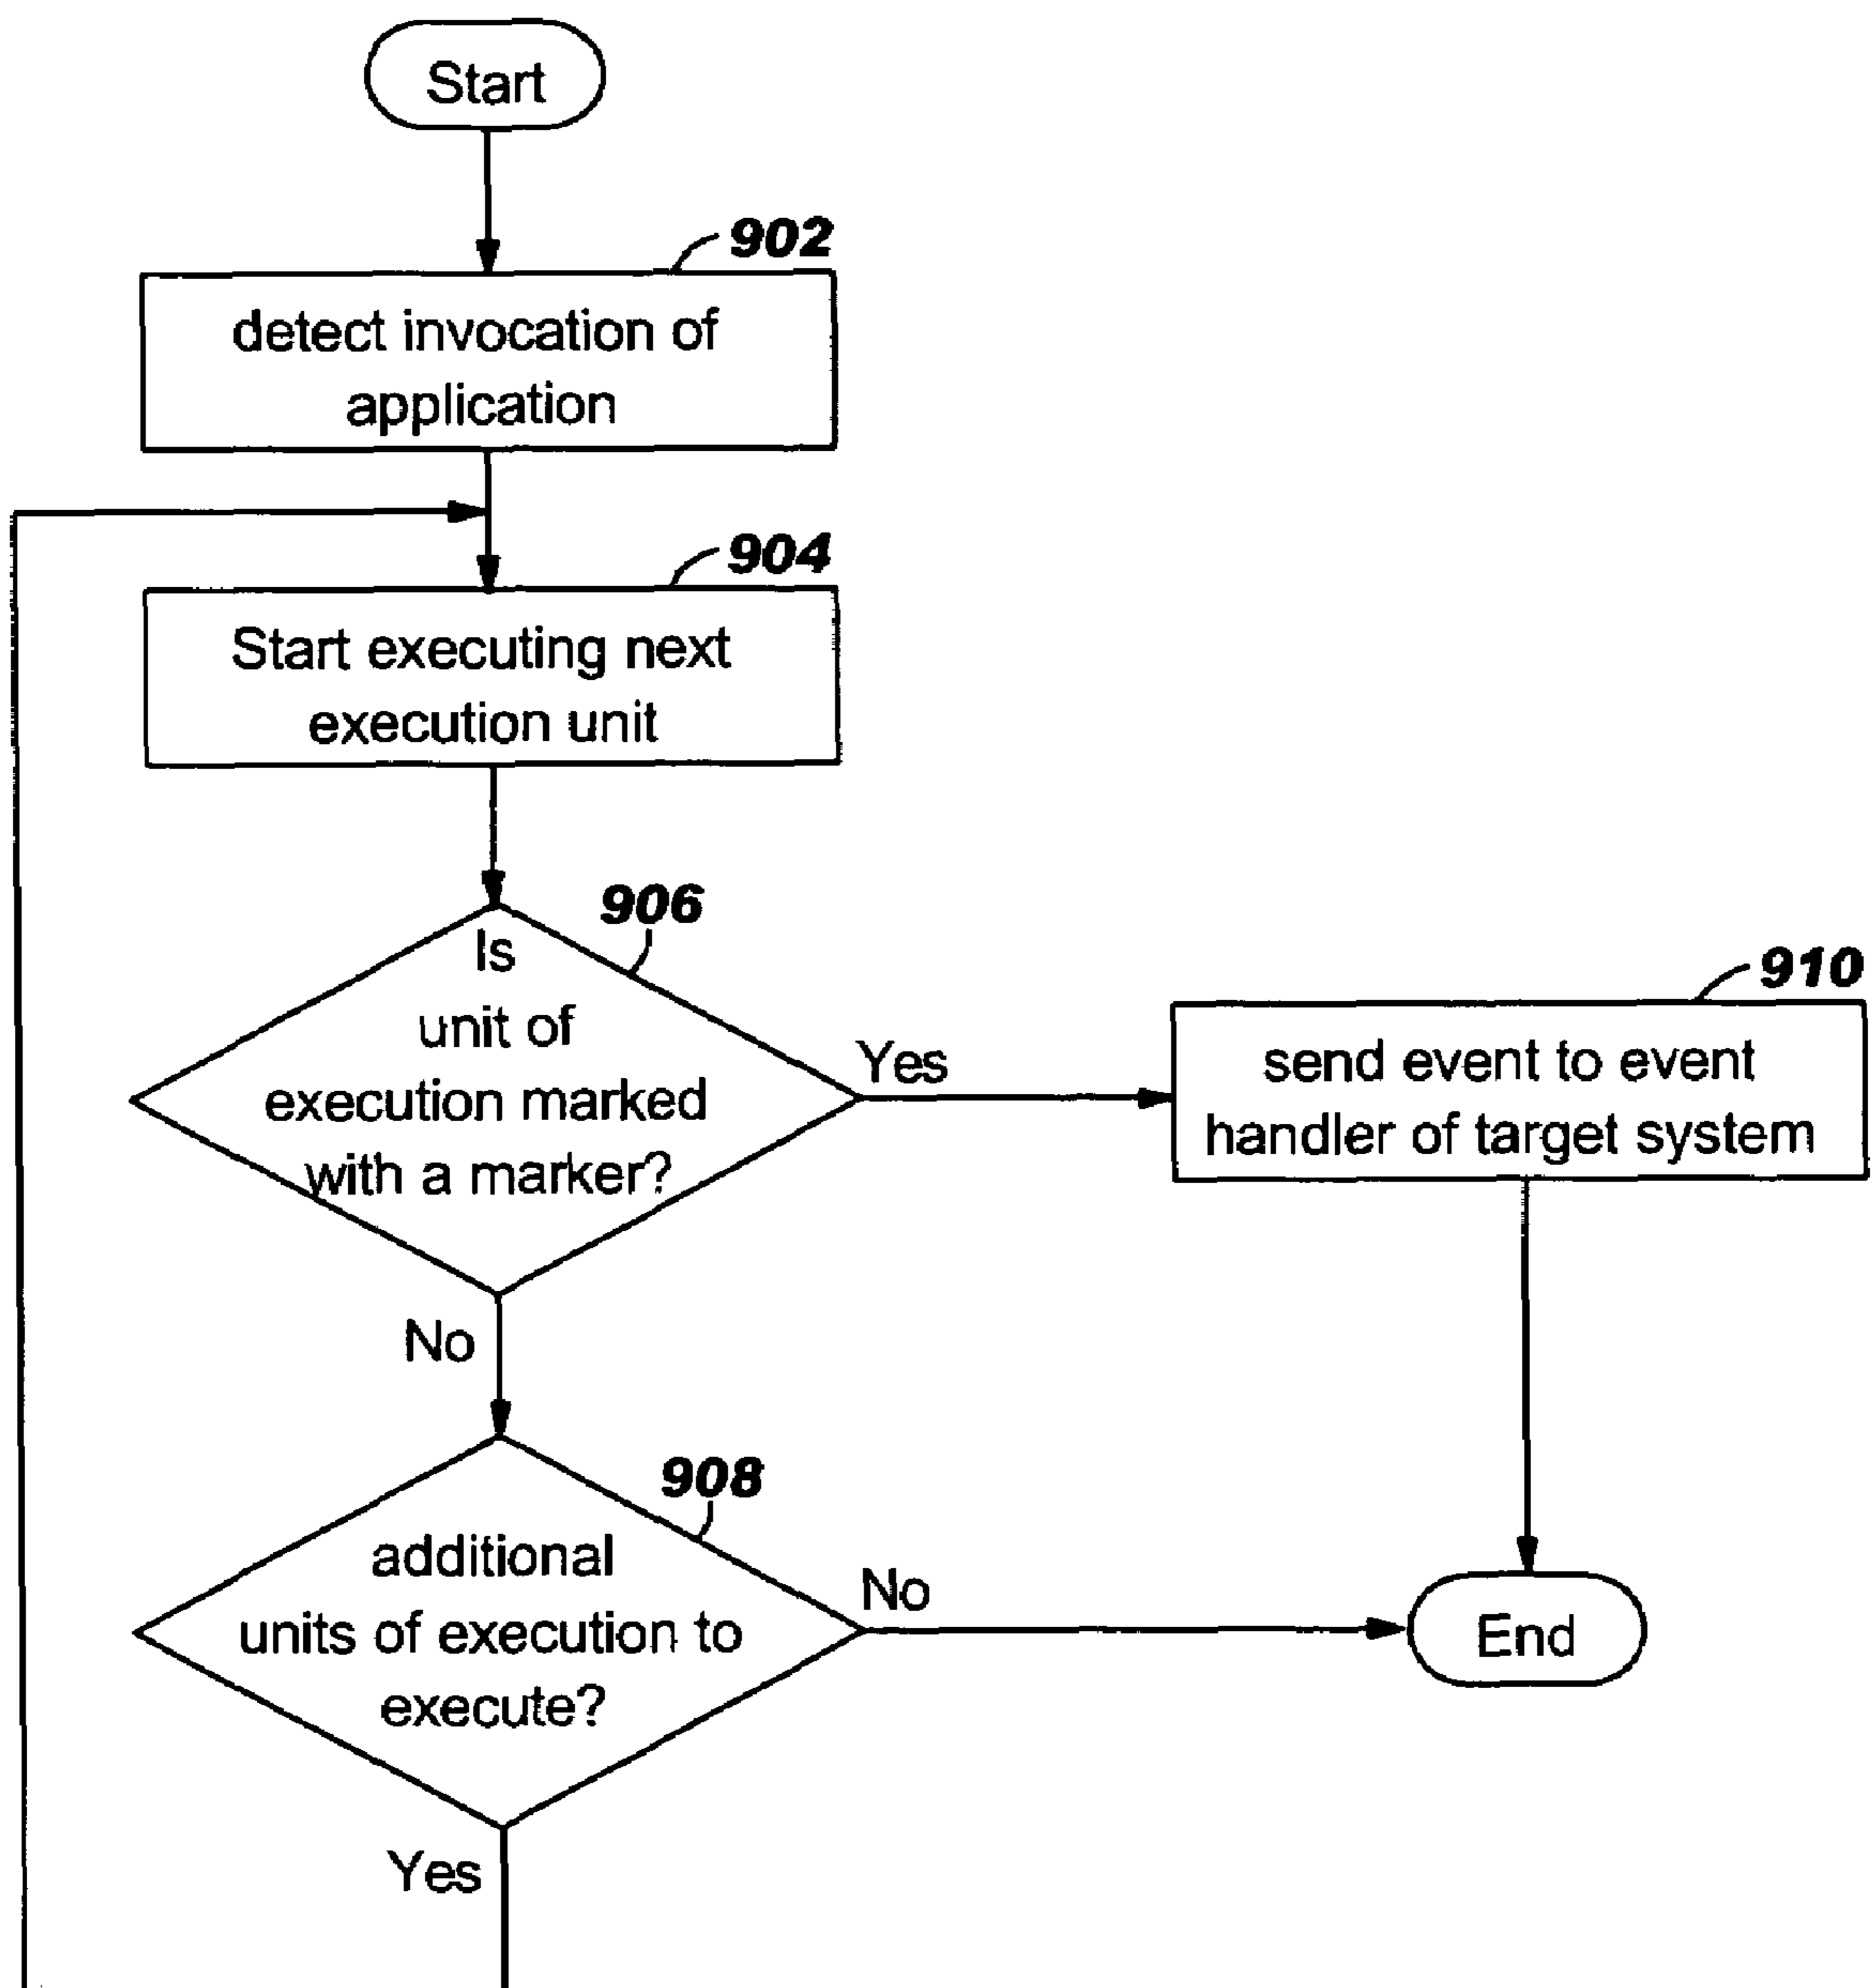 Start
902
detect invocation of
application
904
Start executing next
execution unit
906
Is
unit of
execution marked
with a marker?
Yes
910
send event to event
handler of target system
No
908
additional
units of execution to
execute?
No
End
Yes